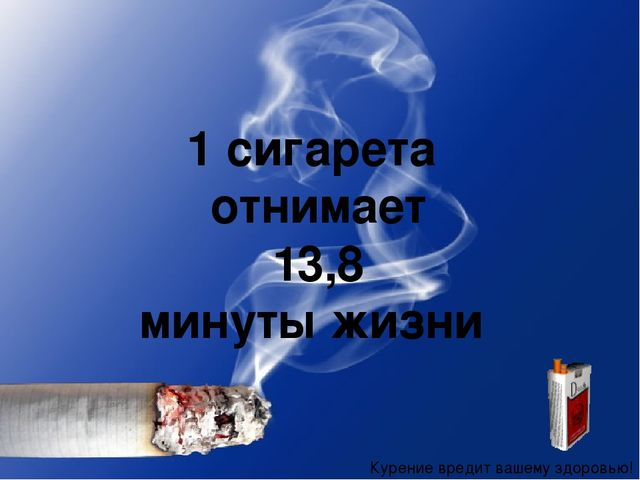 1 сигарета
отнимает
13,8
минуты жизни
Курение вредит вашему здоровью!